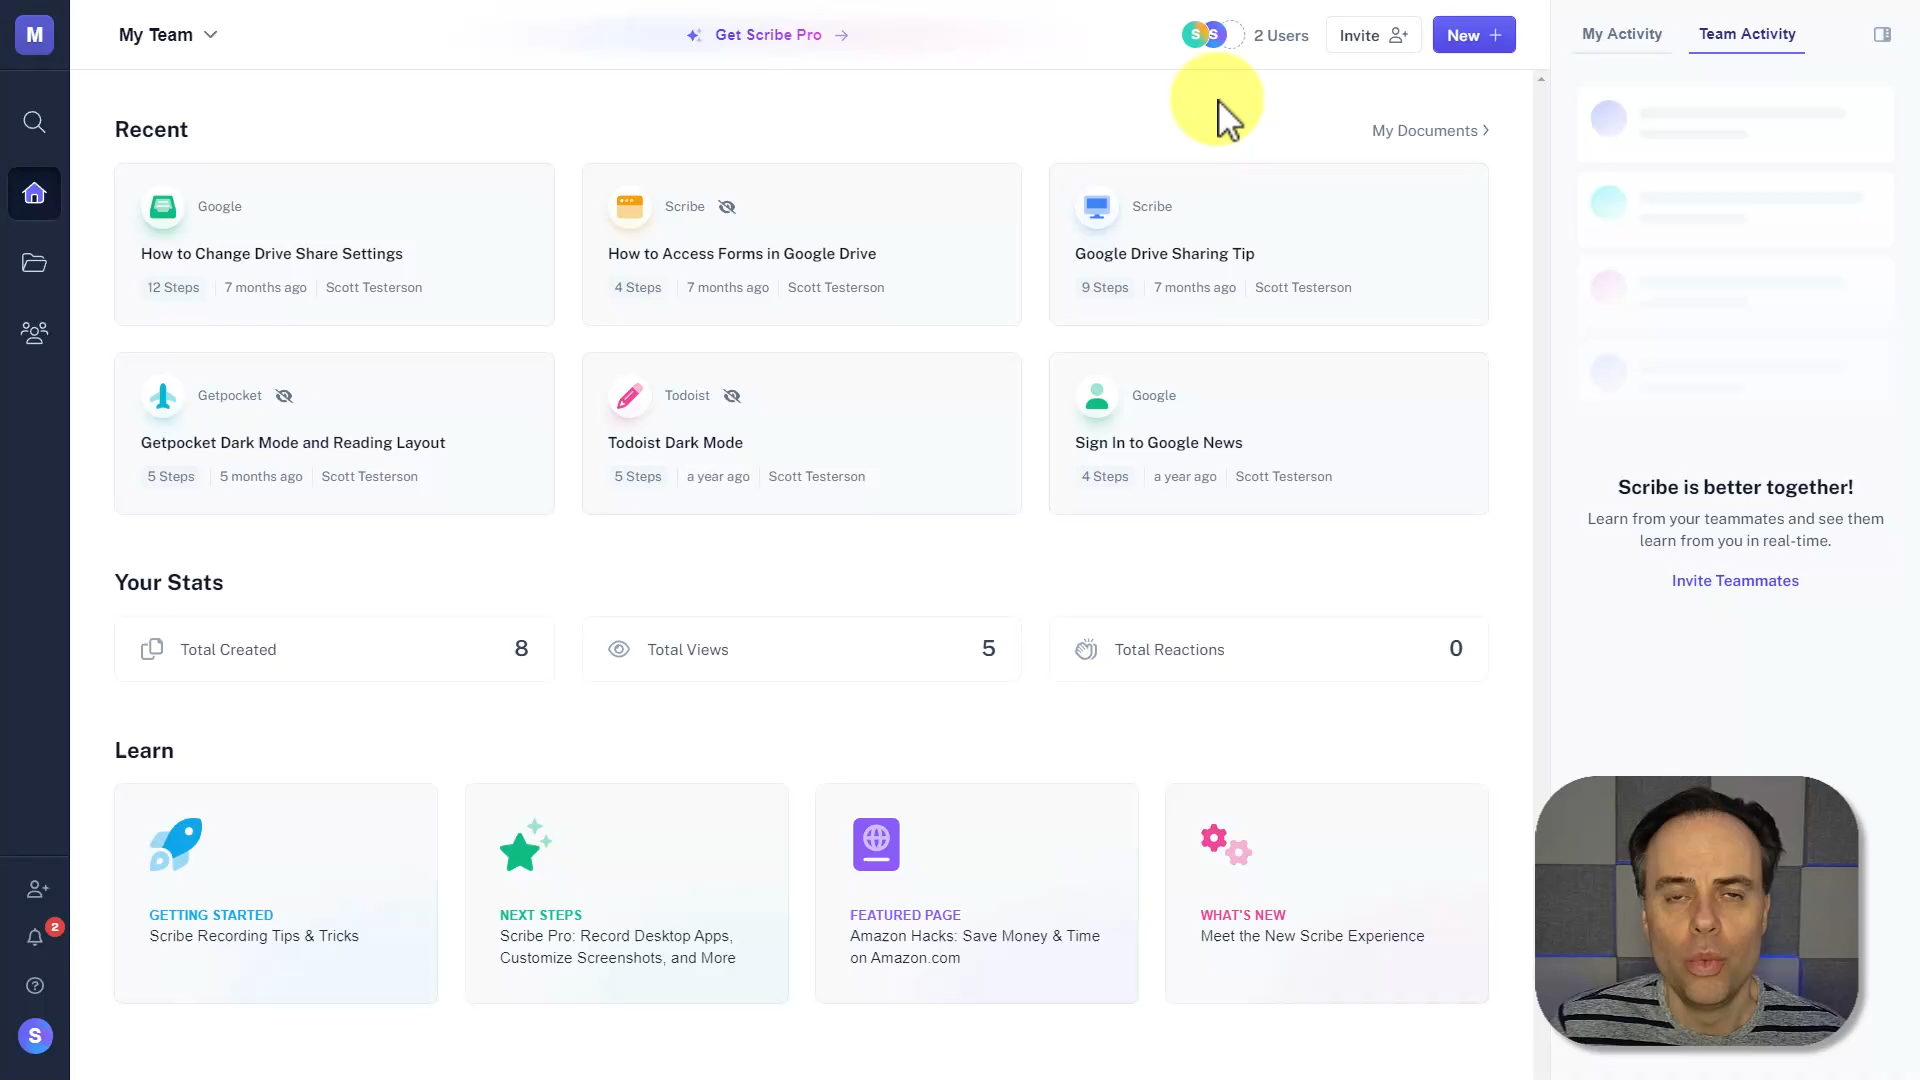 M
My Team
Get Scribe Pro
S
S
2 Users
Invite
New
My Activity
Team Activity
Recent
My Documents
Google
How to Change Drive Share Settings
12 Steps
7 months ago
Scott Testerson
Scribe
How to Access Forms in Google Drive
4 Steps
7 months ago
Scott Testerson
Scribe
Google Drive Sharing Tip
9 Steps
7 months ago
Scott Testerson
Getpocket
Getpocket Dark Mode and Reading Layout
5 Steps
5 months ago
Scott Testerson
Todoist
Todoist Dark Mode
5 Steps
a year ago
Scott Testerson
Google
Sign In to Google News
4 Steps
a year ago
Scott Testerson
Scribe is better together!
Learn from your teammates and see them
learn from you in real-time.
Invite Teammates
Your Stats
Total Created
8
Total Views
5
Total Reactions
0
Learn
GETTING STARTED
Scribe Recording Tips & Tricks
NEXT STEPS
Scribe Pro: Record Desktop Apps,
Customize Screenshots, and More
FEATURED PAGE
Amazon Hacks: Save Money & Time
on Amazon.com
WHAT'S NEW
Meet the New Scribe Experience
2
S